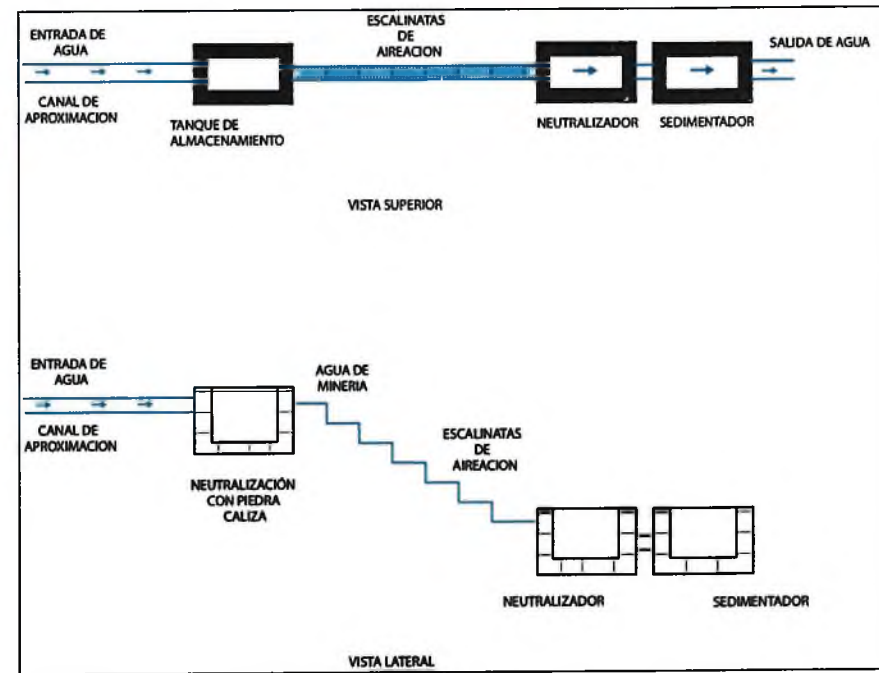 ESCALINATAS
DE
AIREACION
ENTRADA DE
AGUA
SALIDA DE AGUA
CANAL DE
APROXIMACION
TANQUE DE
ALMACENAMIENTO
NEUTRALIZADOR
SEDIMENTADOR
VISTA SUPERIOR
ENTRADA DE
AGUA
CANAL DE
APROXIMACION
AGUA DE
MINERIA
ESCALINATAS
DE
AIREACION
NEUTRALIZACIÓN
CON PIEDRA
CALIZA
NEUTRALIZADOR
SEDIMENTADOR
VISTA LATERAL